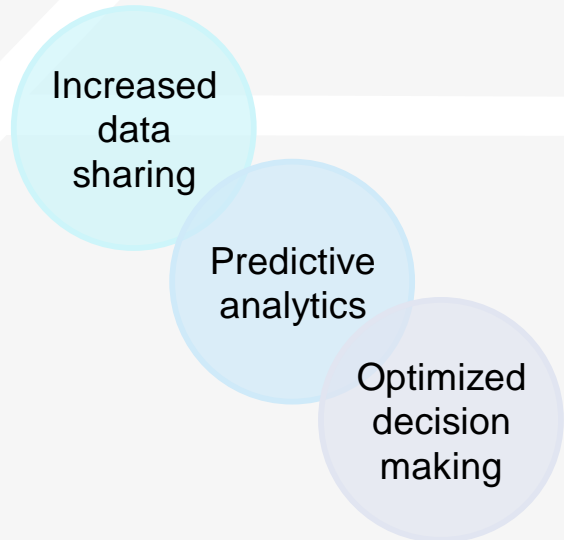 Increased
data
sharing
Predictive
analytics
Optimized
decision
making